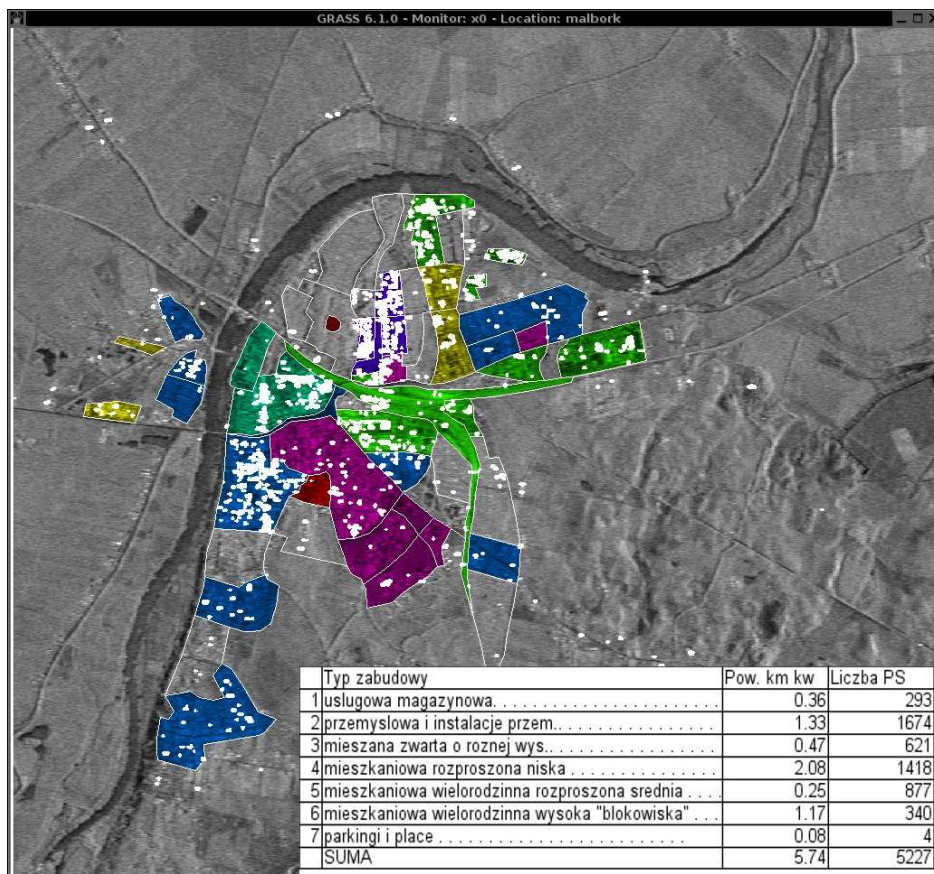 GRASS 6.1.0 - Monitor: x0 - Location: malbork
Typ zabudowy Pow. km kw Liczba PS
1 uslugowa magazynowa. . . . . . . . . . . . . . . . . . . . . . . 0.36 293
2 przemyslowa i instalacje przem.. . . . . . . . . . . . . . . . 1.33 1674
3 mieszana zwarta o roznej wys.. . . . . . . . . . . . . . . . . 0.47 621
4 mieszkaniowa rozproszona niska . . . . . . . . . . . . . . . 2.08 1418
5 mieszkaniowa wielorodzinna rozproszona srednia . . . . 0.25 877
6 mieszkaniowa wielorodzinna wysoka "blokowiska" . . . 1.17 340
7 parkingi i place . . . . . . . . . . . . . . . . . . . . . . . . 0.08 4
SUMA 5.74 5227